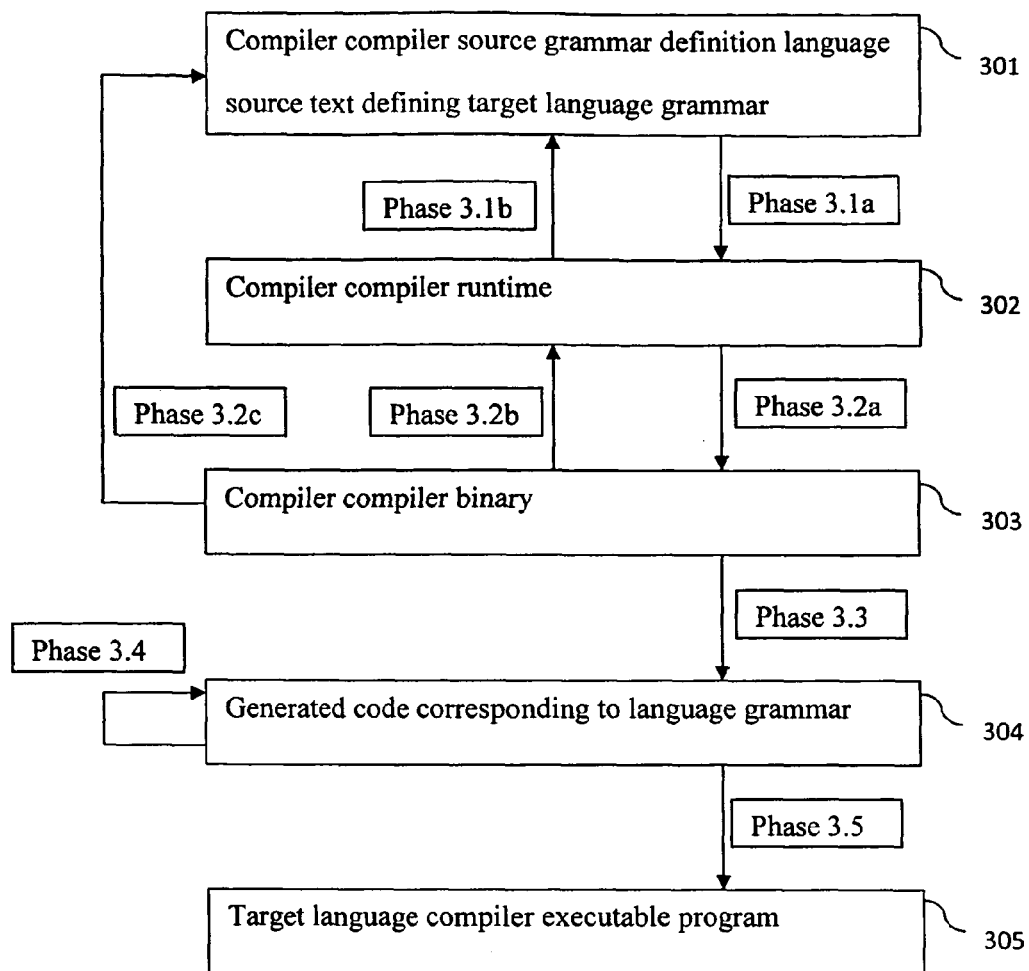 Compiler compiler source grammar definition language
source text defining target language grammar
301
Phase 3.1b
Phase 3.1a
Compiler compiler runtime
302
Phase 3.2c
Phase 3.2b
Phase 3.2a
Compiler compiler binary
303
Phase 3.3
Phase 3.4
Generated code corresponding to language grammar
304
Phase 3.5
Target language compiler executable program
305